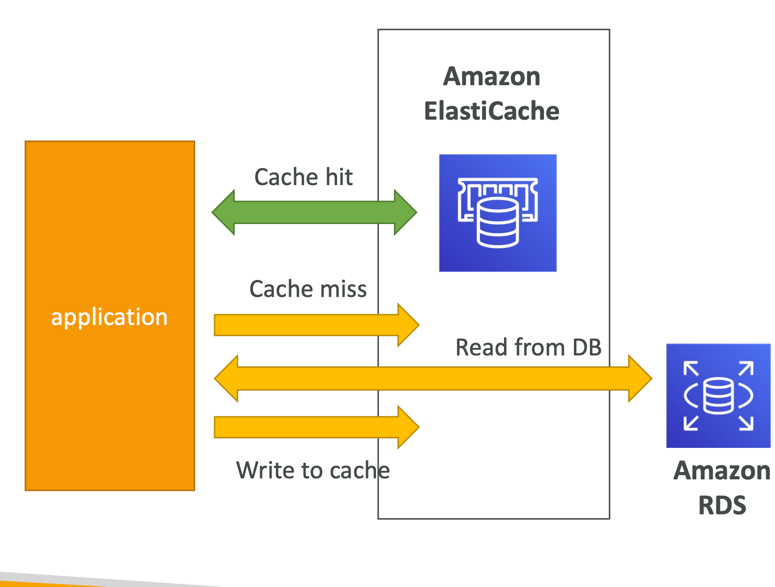 Amazon
ElastiCache
Cache hit
Cache miss
application
Read from DB
Write to cache
Amazon
RDS